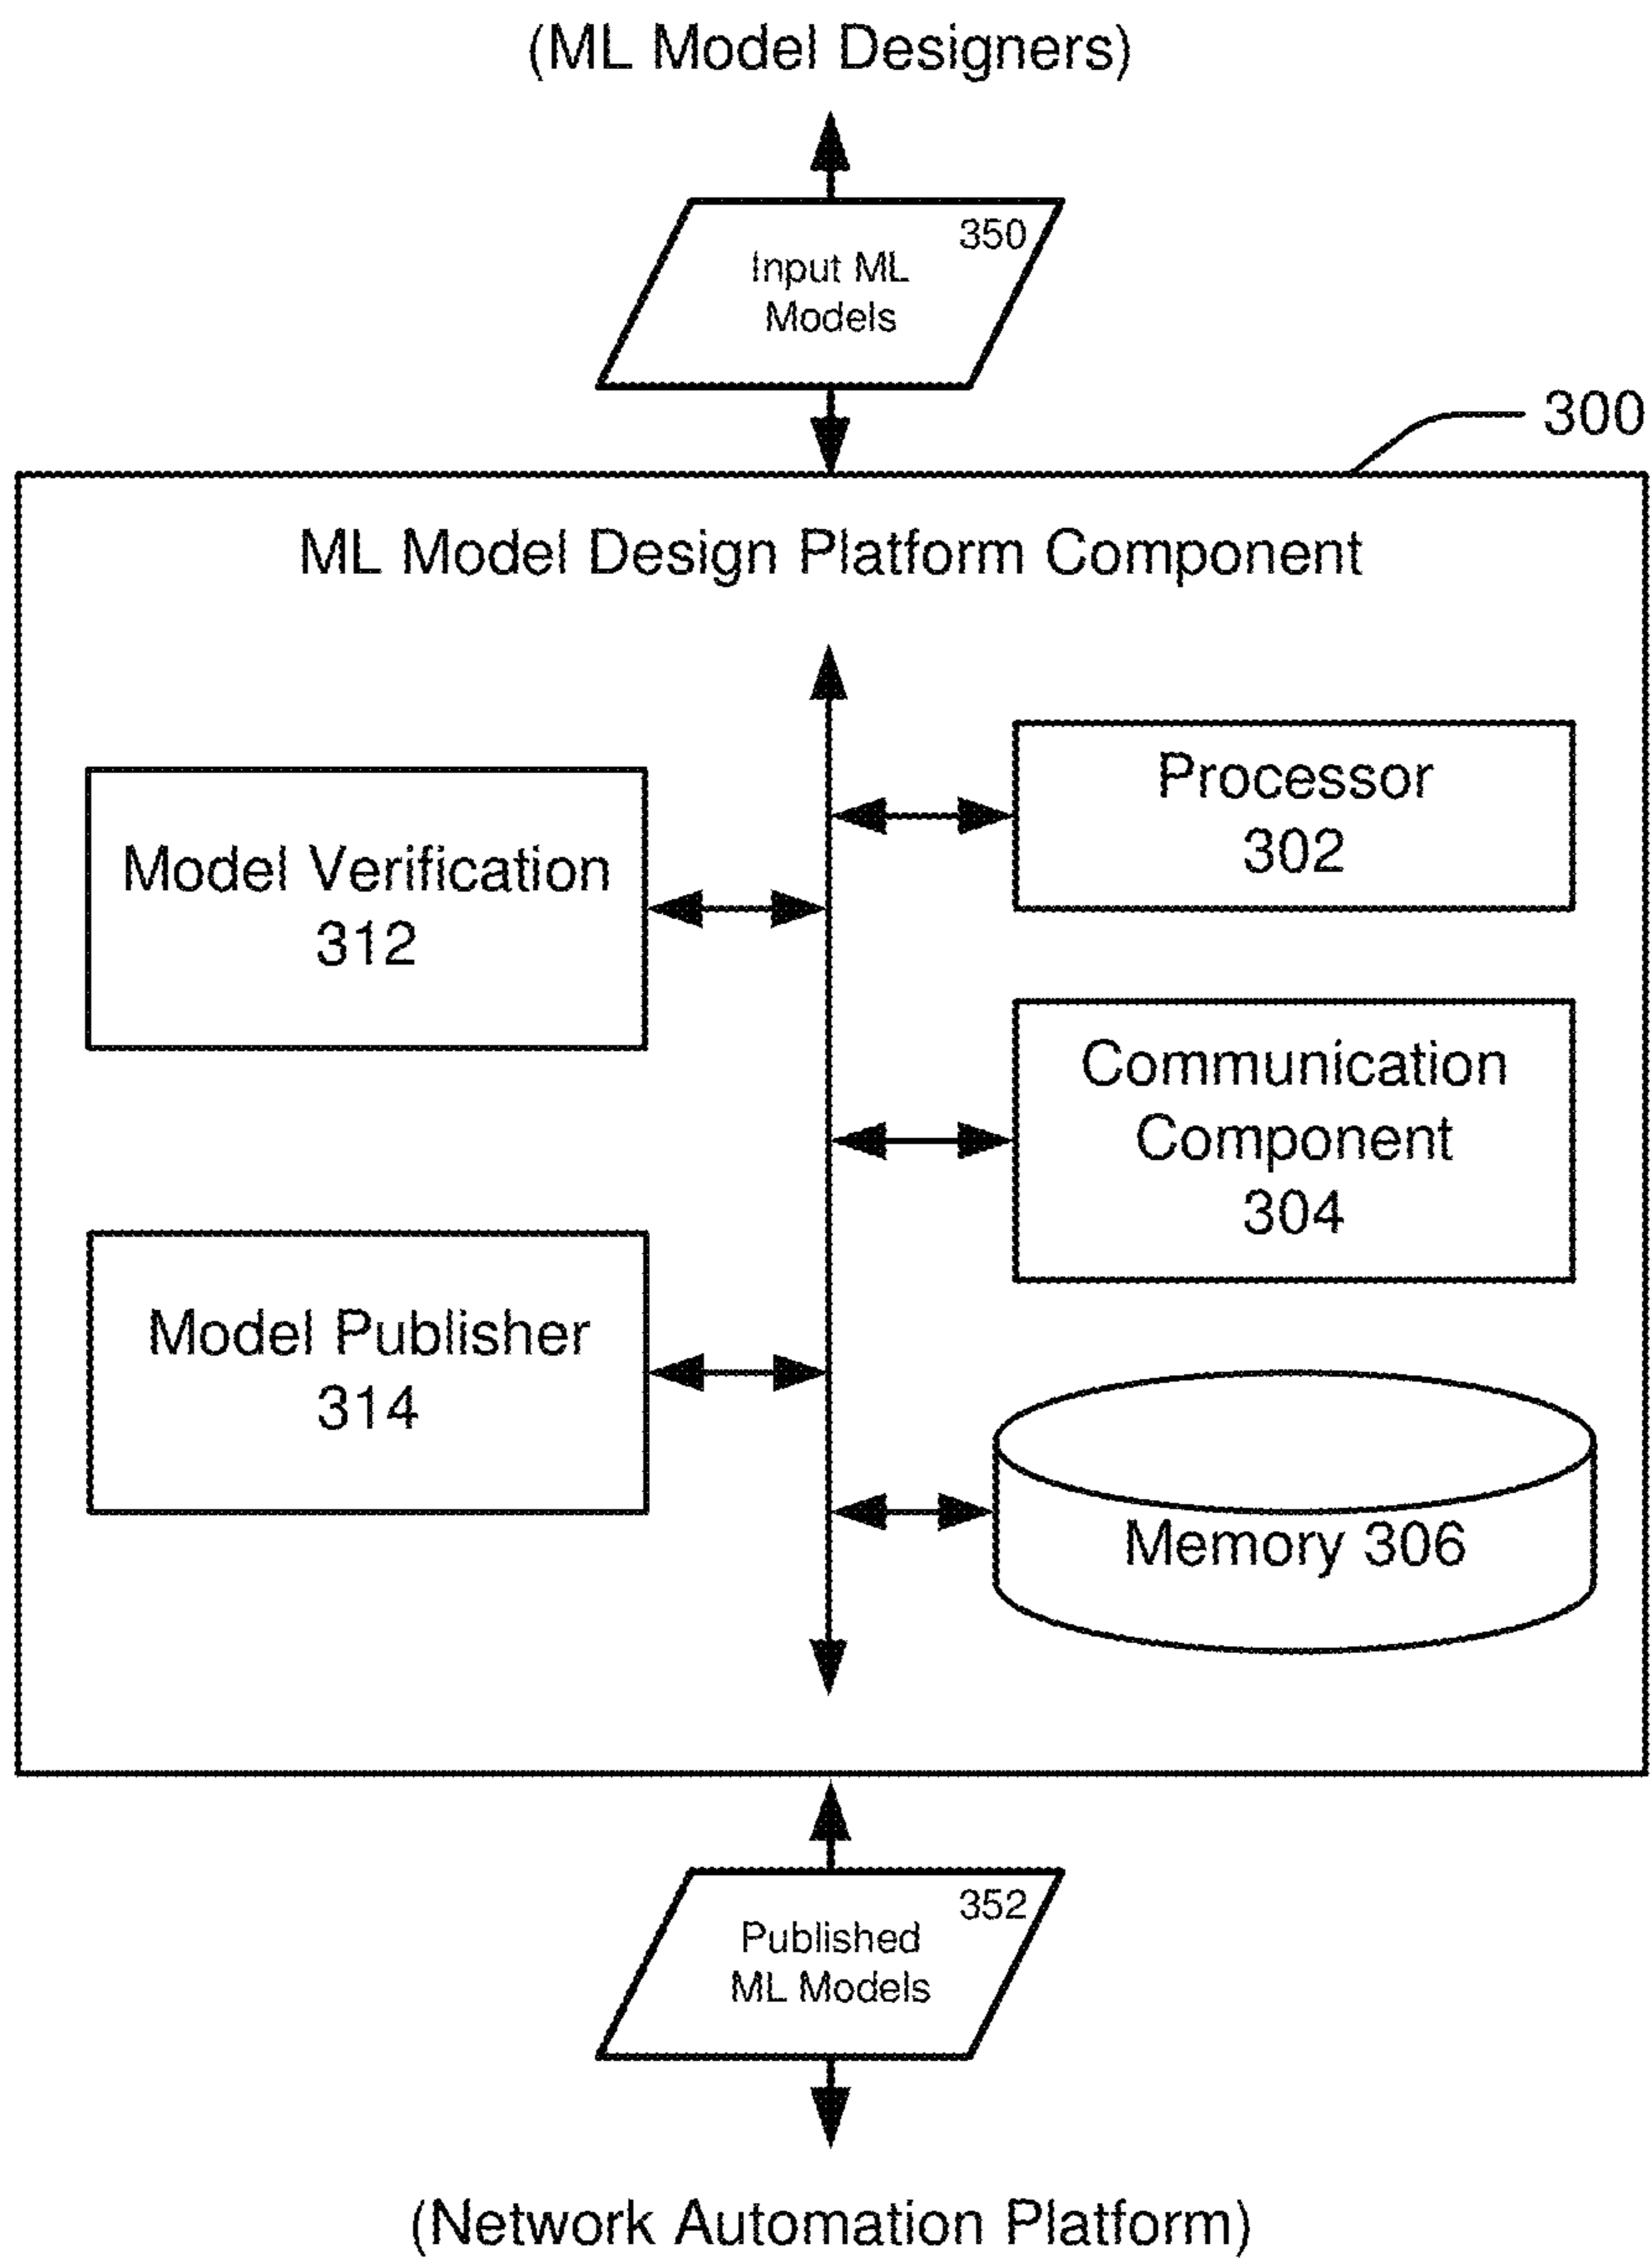 (ML Model Designers)
350
Input ML
Models
300
ML Model Design Platform Component
Model Verification
312
Processor
302
Communication
Component
304
Model Publisher
314
Memory 306
352
Published
ML Models
(Network Automation Platform)